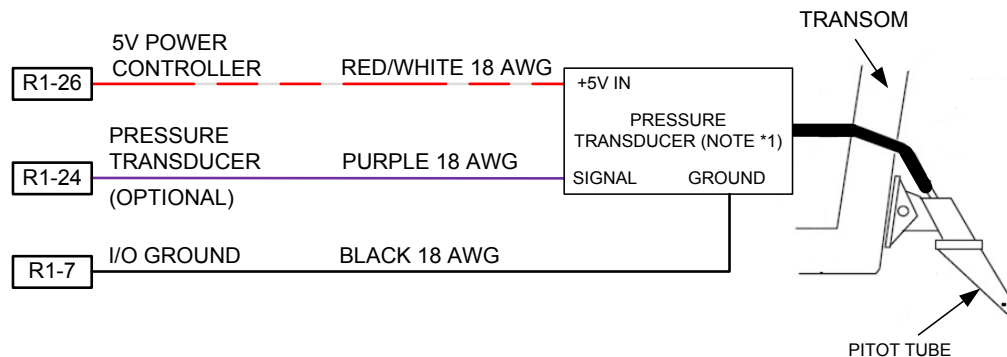 TRANSOM
5V POWER
CONTROLLER
RED/WHITE 18 AWG
R1-26
+5V IN
PRESSURE
TRANSDUCER (NOTE *1)
PRESSURE
TRANSDUCER
(OPTIONAL)
PURPLE 18 AWG
R1-24
SIGNAL
GROUND
I/O GROUND
BLACK 18 AWG
R1-7
PITOT TUBE